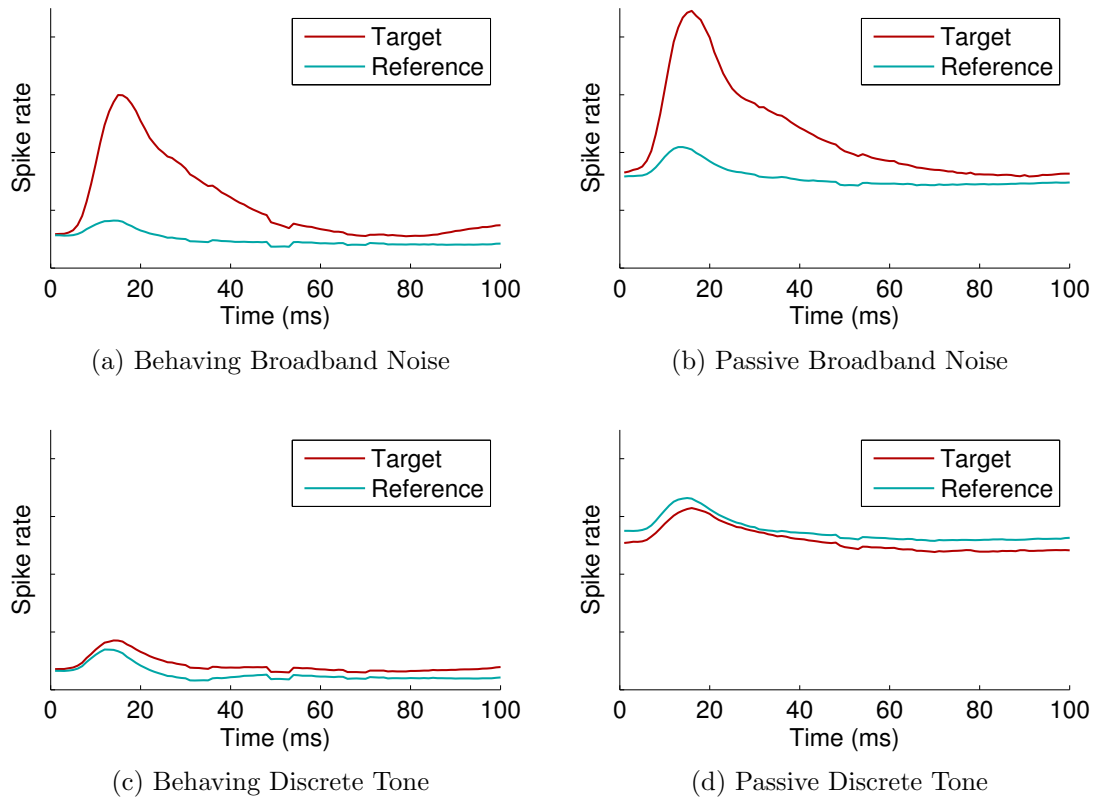 Target
Reference
Spike rate
0 20 40 60 80 100
Time (ms)
(a) Behaving Broadband Noise
Target
Reference
Spike rate
0 20 40 60 80 100
Time (ms)
(b) Passive Broadband Noise
Target
Reference
Spike rate
0 20 40 60 80 100
Time (ms)
(c) Behaving Discrete Tone
Target
Reference
Spike rate
0 20 40 60 80 100
Time (ms)
(d) Passive Discrete Tone